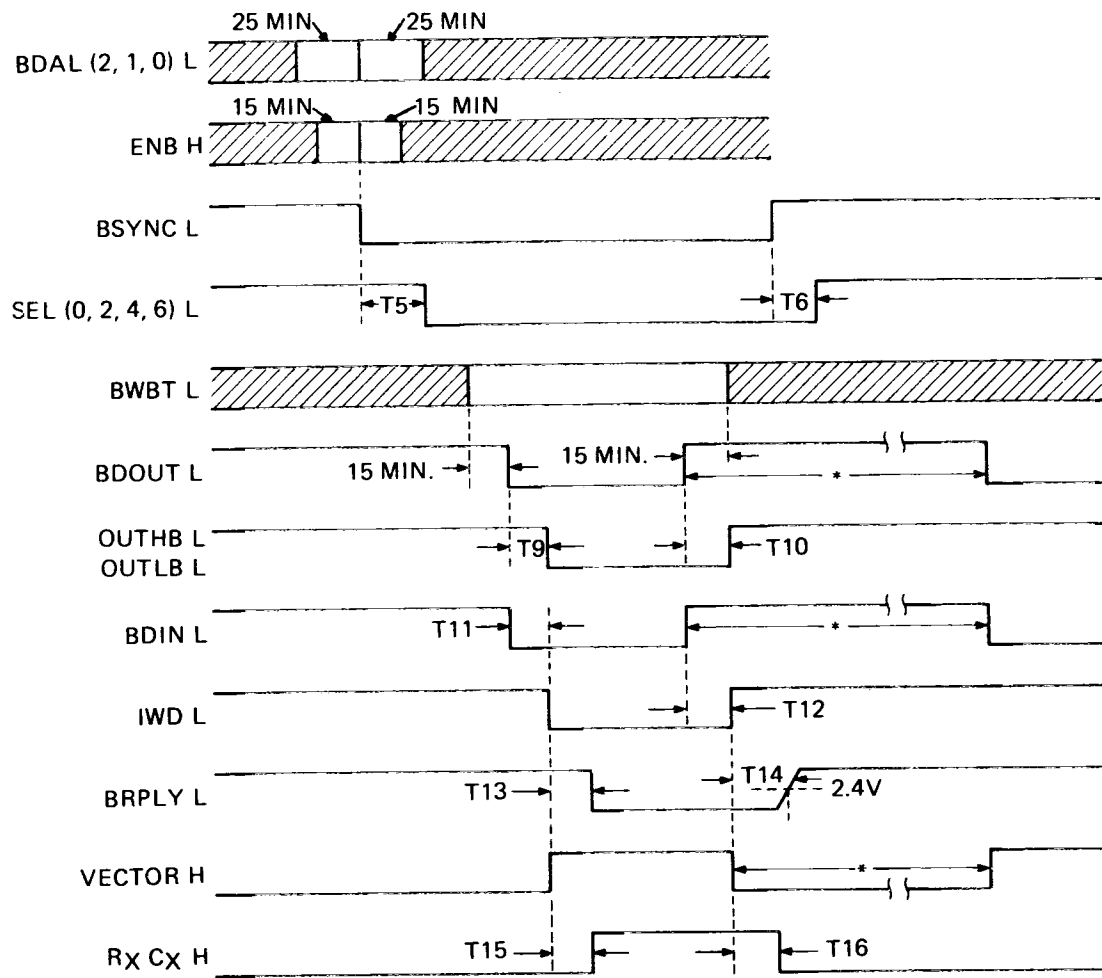 25 MIN 25 MIN
BDAL (2, 1, 0) L
15 MIN 15 MIN
ENB H
BSYNC L
SEL (0, 2, 4, 6) L T5 T6
BWBT L
BDOUT L 15 MIN. 15 MIN. *
OUTHB L
OUTLB L T9 T10
BDIN L T11 *
IWD L T12
BRPLY L T13 T14 2.4V
VECTOR H *
RX CX H T15 T16